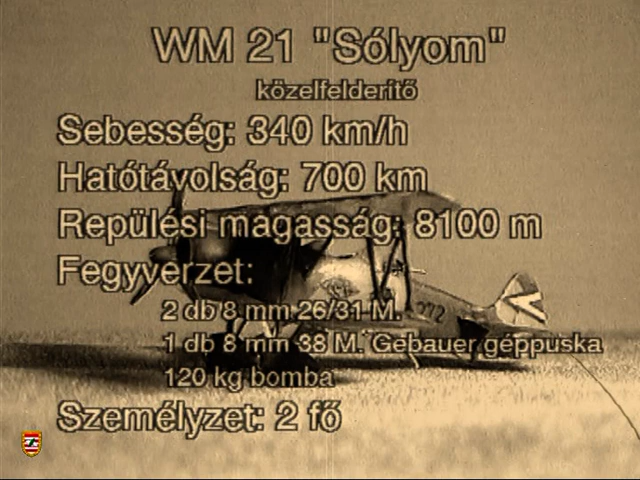 WM 21 "Sólyom"
közelfelderítő
Sebesség: 340 km/h
Hatótávolság: 700 km
Repülési magasság: 8100 m
Fegyverzet:
2 db 8 mm 26/31 M.
1 db 8 mm 38 M. Gebauer géppuska
120 kg bomba
Személyzet: 2 fő